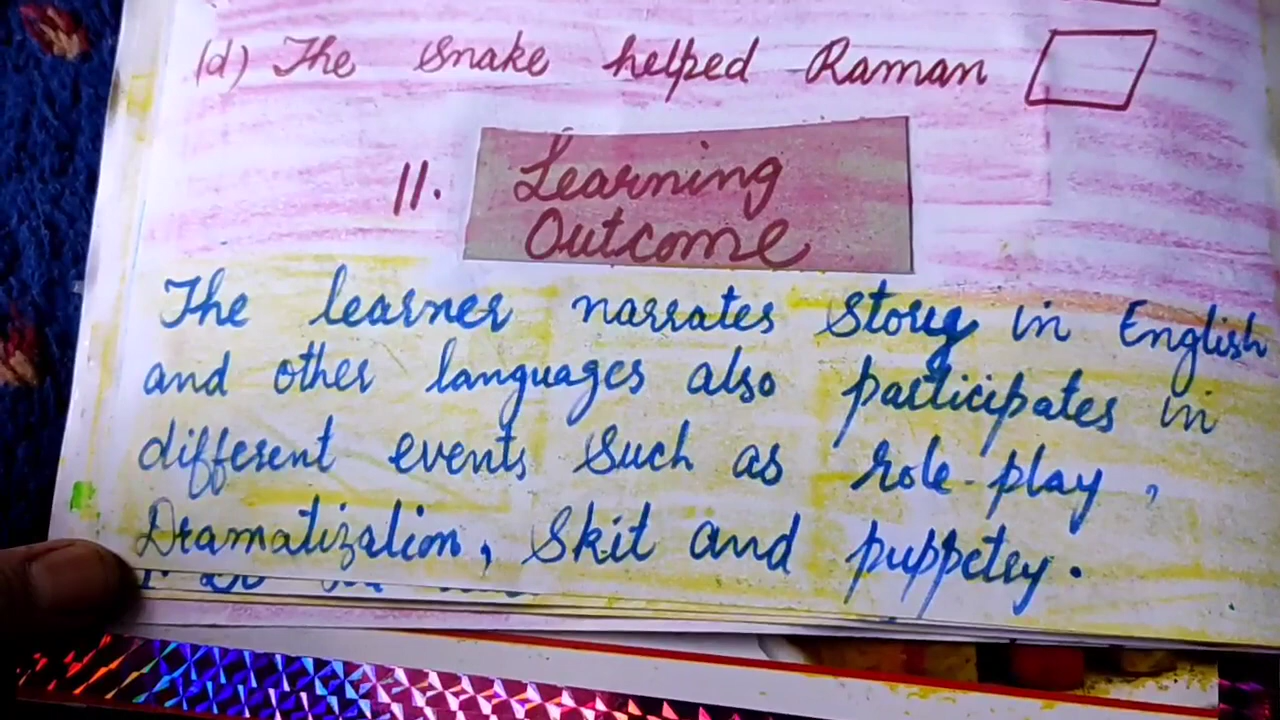 (d) The Snake helped Raman
11. Learning
Outcome
The learner narrates Story in English
and other languages also participates in
different events such as role-play,
Dramatization, Skit and puppetry.